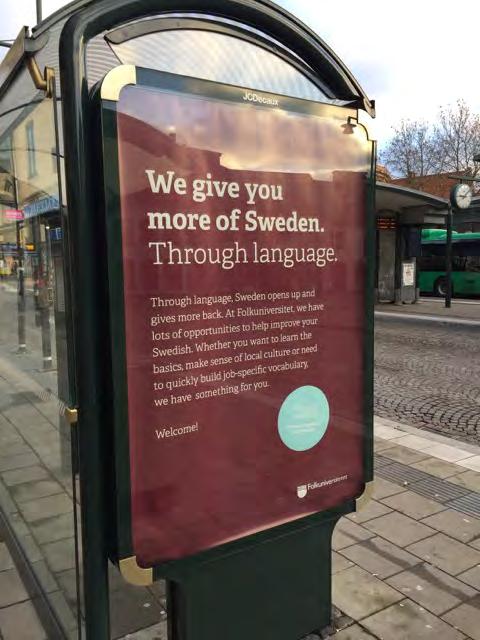 JCDecaux
We give you
more of Sweden.
Through language.
Through language, Sweden opens up and
gives more back. At Folkuniversitet, we have
lots of opportunities to help improve your
Swedish. Whether you want to learn the
basics, make sense of local culture or need
to quickly build job-specific vocabulary,
we have something for you.
Welcome!
Folkuniversitetet